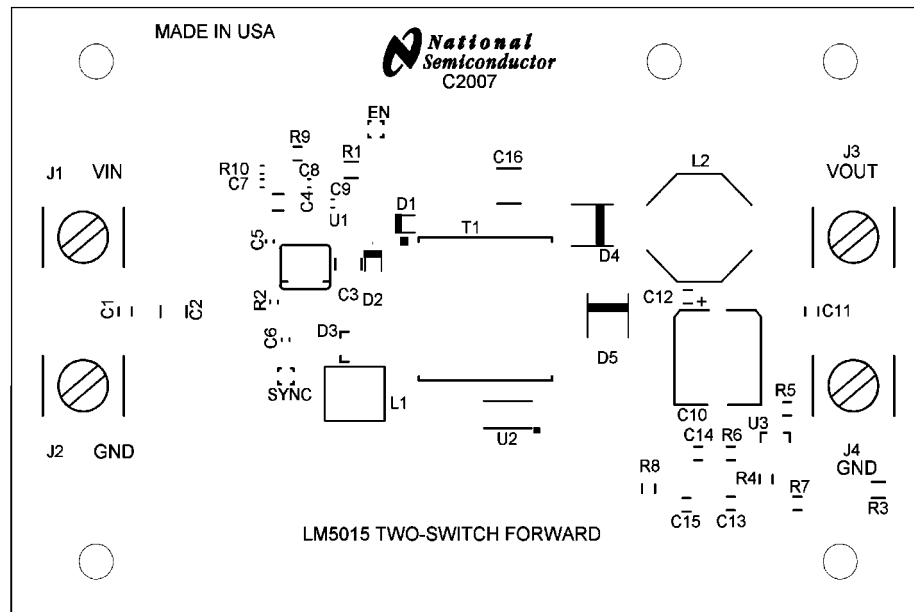 MADE IN USA
National
Semiconductor
C2007
EN
R9
R10
C8
R1
C7
C4
C9
U1
C16
L2
J1 VIN
J3
VOUT
D1
T1
D4
C5
C3
D2
R2
C1
C2
C12
+
C11
C6
D3
D5
SYNC
L1
R5
C10
U3
U2
C14
R6
J2 GND
J4
GND
R8
R4
R7
R3
C15
C13
LM5015 TWO-SWITCH FORWARD